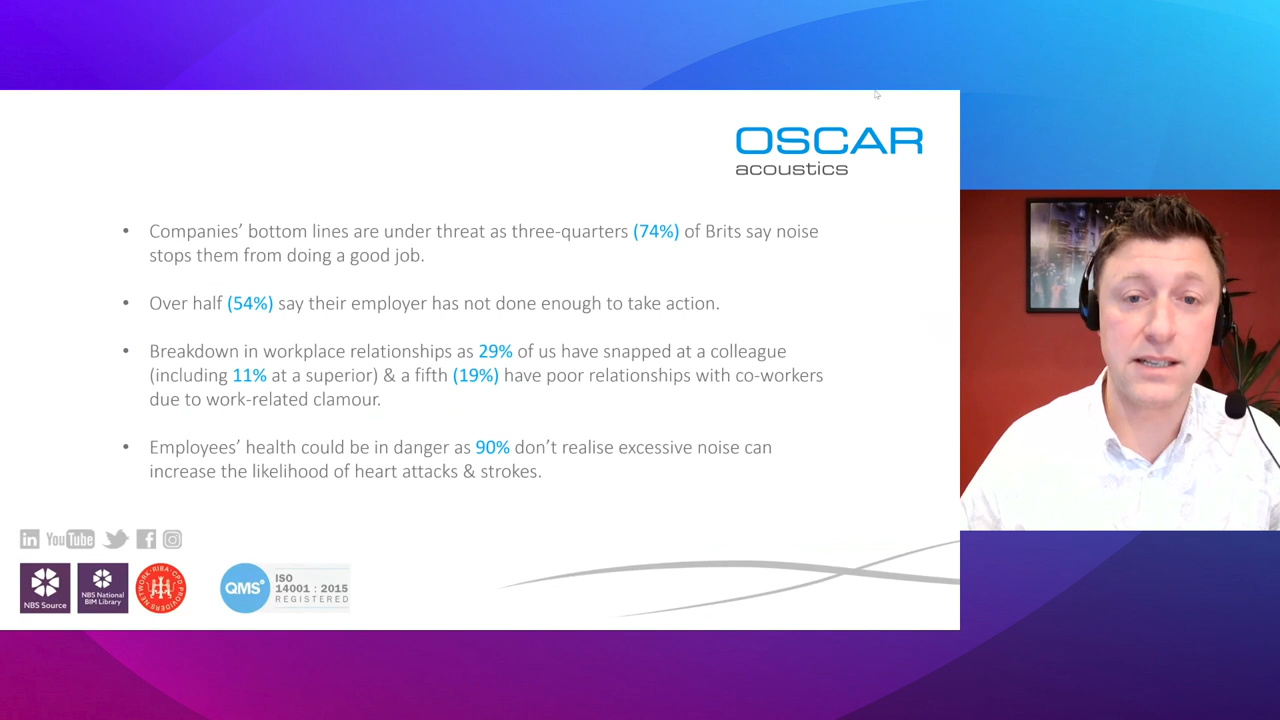 OSCAR
acoustics
• Companies’ bottom lines are under threat as three-quarters (74%) of Brits say noise
stops them from doing a good job.
• Over half (54%) say their employer has not done enough to take action.
• Breakdown in workplace relationships as 29% of us have snapped at a colleague
(including 11% at a superior) & a fifth (19%) have poor relationships with co-workers
due to work-related clamour.
• Employees’ health could be in danger as 90% don’t realise excessive noise can
increase the likelihood of heart attacks & strokes.
in YouTube f
NBS Source
NBS National
BIM Library
RIBA CPD PROVIDERS NETWORK
QMS
ISO
14001 : 2015
REGISTERED